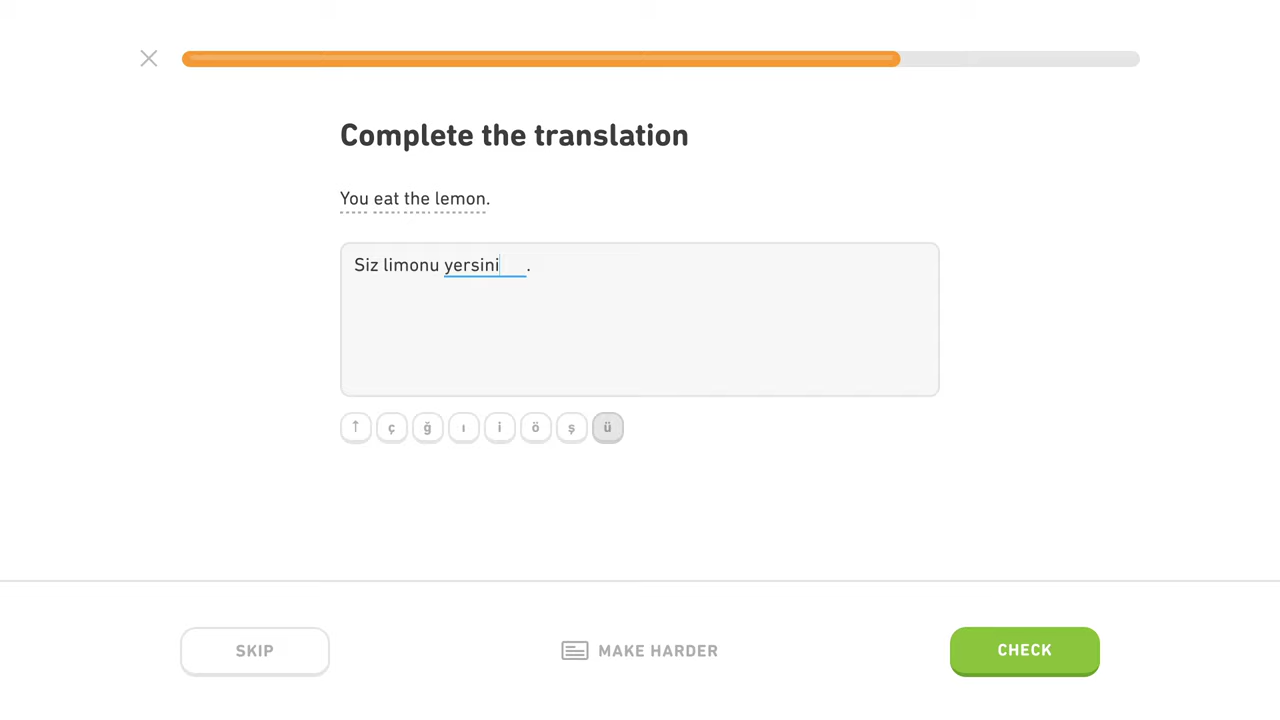 Complete the translation
You eat the lemon.
Siz limonu yersini .
↑ ç ğ ı i ö ş ü
SKIP
MAKE HARDER
CHECK